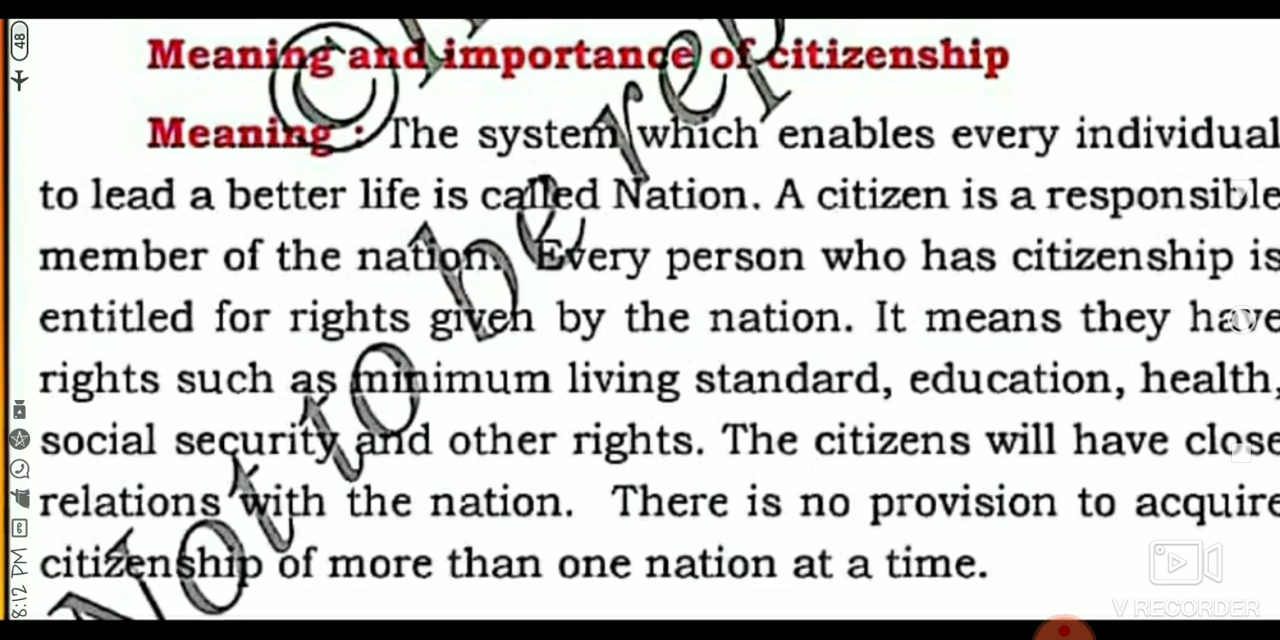 Meaning and importance of citizenship
Meaning : The system which enables every individual
to lead a better life is called Nation. A citizen is a responsible
member of the nation. Every person who has citizenship is
entitled for rights given by the nation. It means they have
rights such as minimum living standard, education, health,
social security and other rights. The citizens will have close
relations with the nation. There is no provision to acquire
citizenship of more than one nation at a time.
©
Not to be rep
48
8:12 PM
V RECORDER